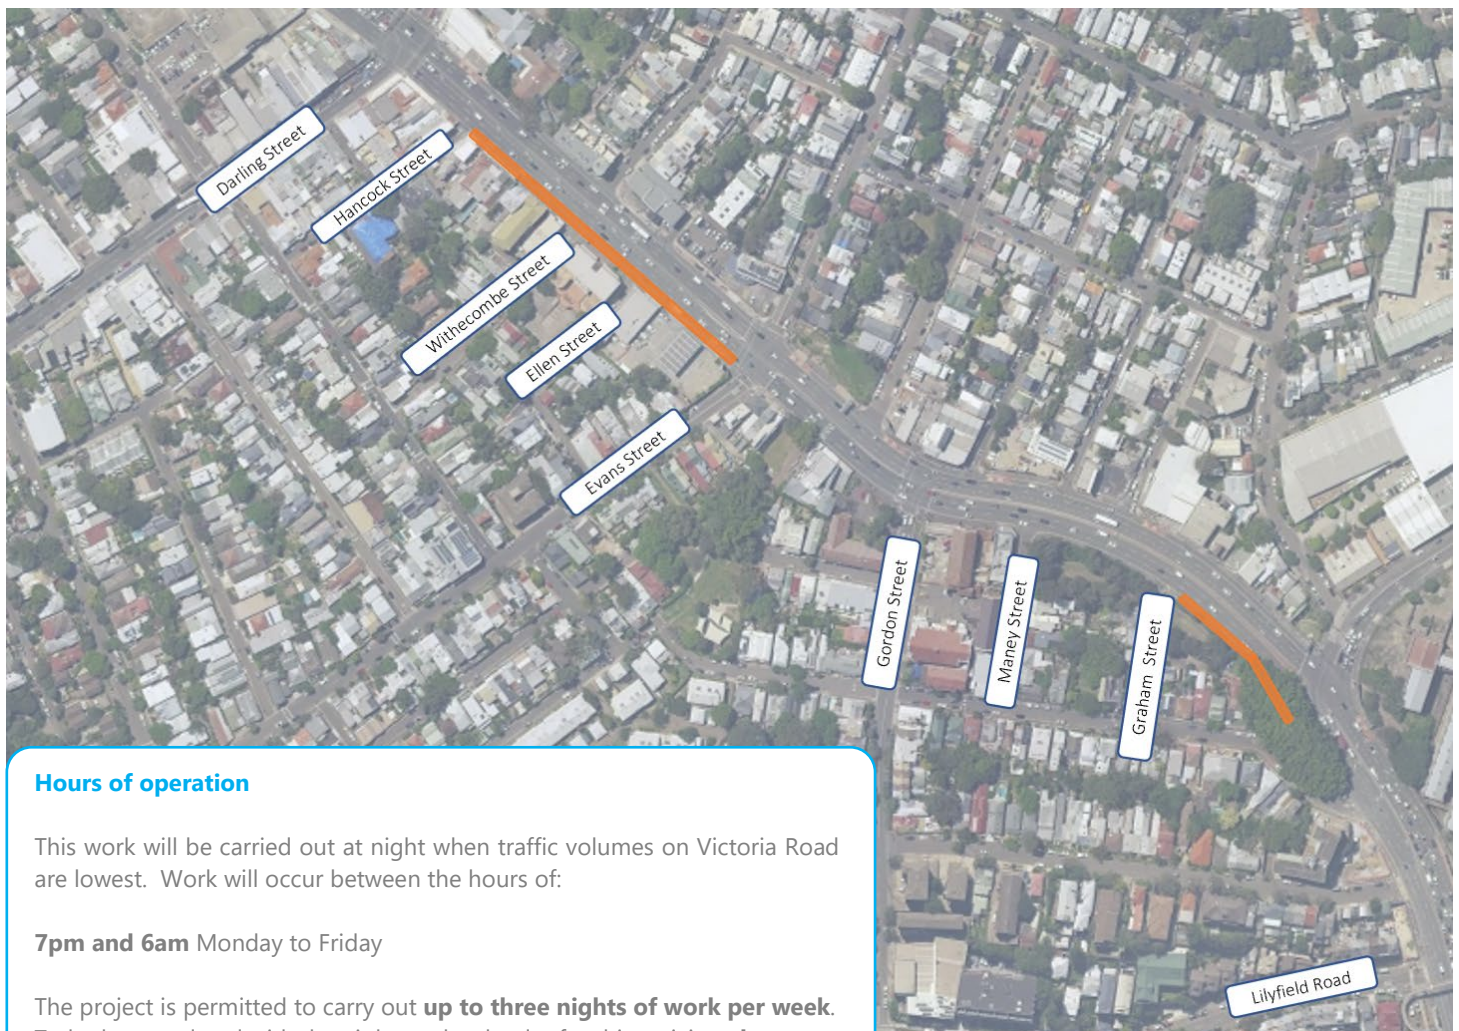 Darling Street
Hancock Street
Withecombe Street
Ellen Street
Evans Street
Gordon Street
Maney Street
Graham Street
Lilyfield Road
Hours of operation
This work will be carried out at night when traffic volumes on Victoria Road
are lowest. Work will occur between the hours of:
7pm and 6am Monday to Friday
The project is permitted to carry out up to three nights of work per week.